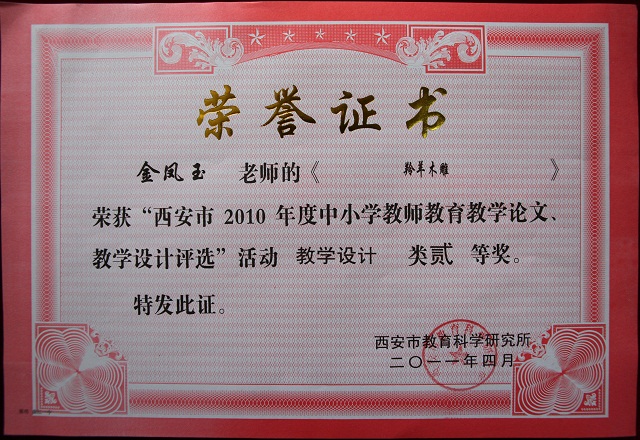 荣誉证书
金凤玉 老师的《 羚羊木雕 》
荣获“西安市 2010 年度中小学教师教育教学论文、
教学设计评选”活动 教学设计 类贰 等奖。
特发此证。
西安市教育科学研究所
二〇一一年四月